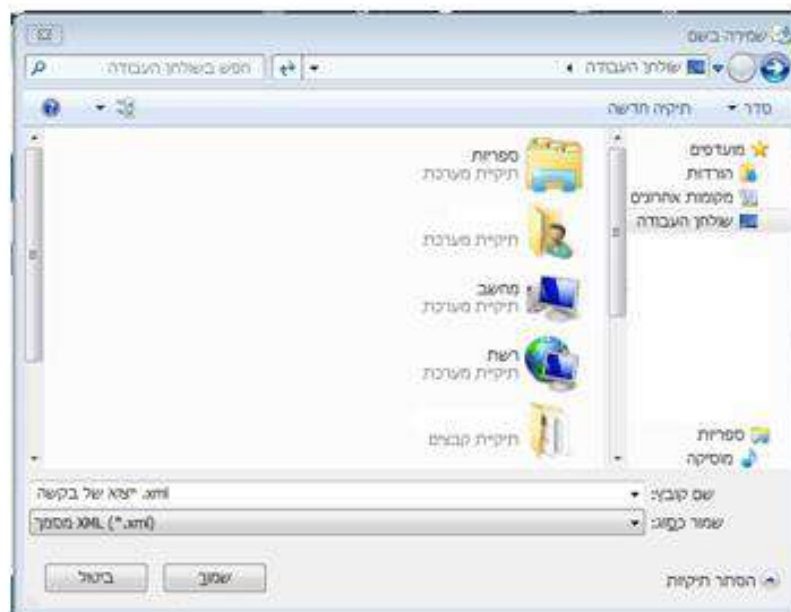 שמירה בשם
שולחן העבודה
חפש בשולחן העבודה
סדר
תיקיה חדשה
מועדפים
הורדות
מקומות אחרונים
שולחן העבודה
ספריות
מוסיקה
ספריות
תיקיית מערכת
תיקיית מערכת
מחשב
תיקיית מערכת
רשת
תיקיית מערכת
תיקיית קבצים
שם קובץ:
ייצוא של בקשה .xml
שמור כסוג:
מסמך XML (*.xml)
הסתר תיקיות
שמור
ביטול